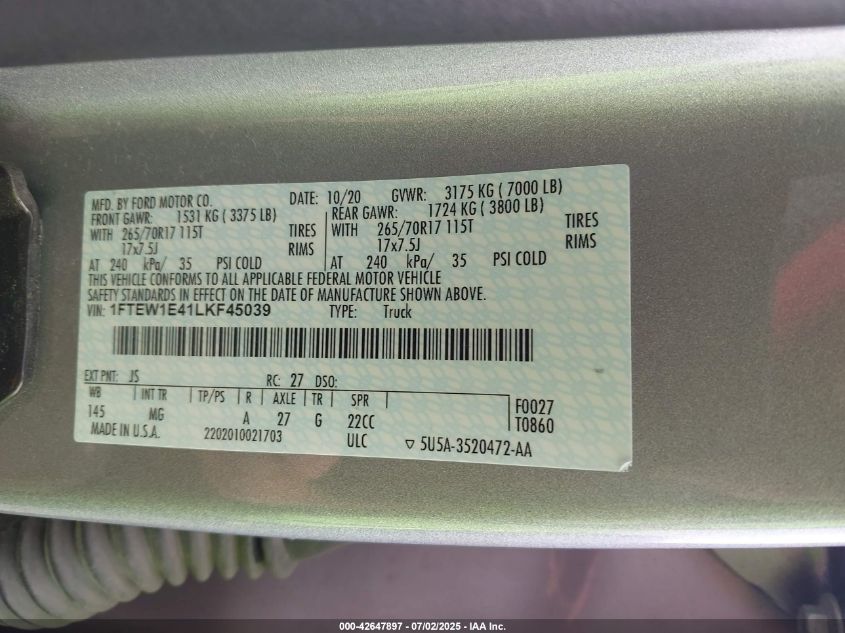 MFD. BY FORD MOTOR CO. DATE: 10/20 GVWR: 3175 KG ( 7000 LB)
FRONT GAWR: 1531 KG ( 3375 LB) REAR GAWR: 1724 KG ( 3800 LB)
WITH 265/70R17 115T TIRES WITH 265/70R17 115T TIRES
17x7.5J RIMS 17x7.5J RIMS
AT 240 kPa/ 35 PSI COLD AT 240 kPa/ 35 PSI COLD
THIS VEHICLE CONFORMS TO ALL APPLICABLE FEDERAL MOTOR VEHICLE
SAFETY STANDARDS IN EFFECT ON THE DATE OF MANUFACTURE SHOWN ABOVE.
VIN: 1FTEW1E41LKF45039 TYPE: Truck
EXT PNT: JS RC: 27 DSO:
WB INT TR TP/PS R AXLE TR SPR
145 MG A 27 G 22CC
F0027
T0860
MADE IN U.S.A. 2202010021703 ULC ▽ 5U5A-3520472-AA
000-42647897 - 07/02/2025 - IAA Inc.